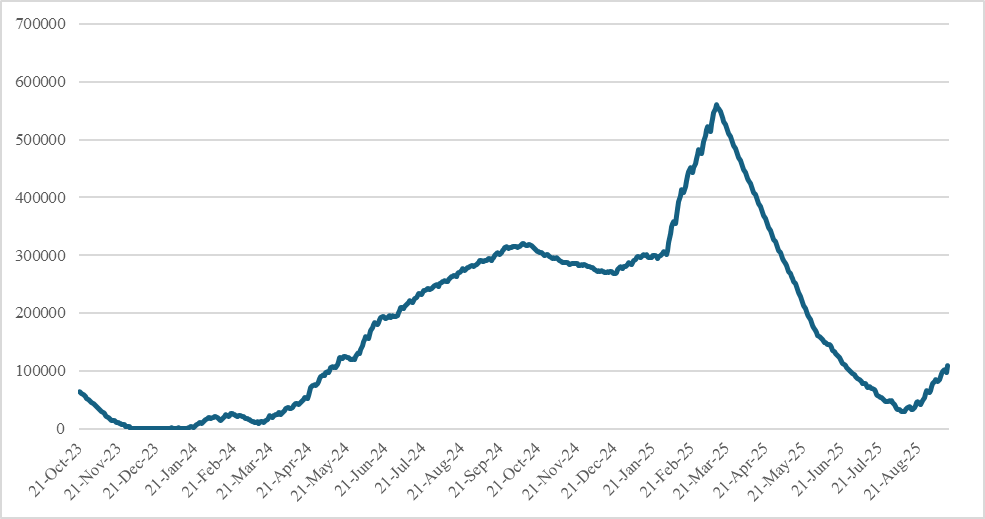 700000
600000
500000
400000
300000
200000
100000
0
21-Oct-23
21-Nov-23
21-Dec-23
21-Jan-24
21-Feb-24
21-Mar-24
21-Apr-24
21-May-24
21-Jun-24
21-Jul-24
21-Aug-24
21-Sep-24
21-Oct-24
21-Nov-24
21-Dec-24
21-Jan-25
21-Feb-25
21-Mar-25
21-Apr-25
21-May-25
21-Jun-25
21-Jul-25
21-Aug-25